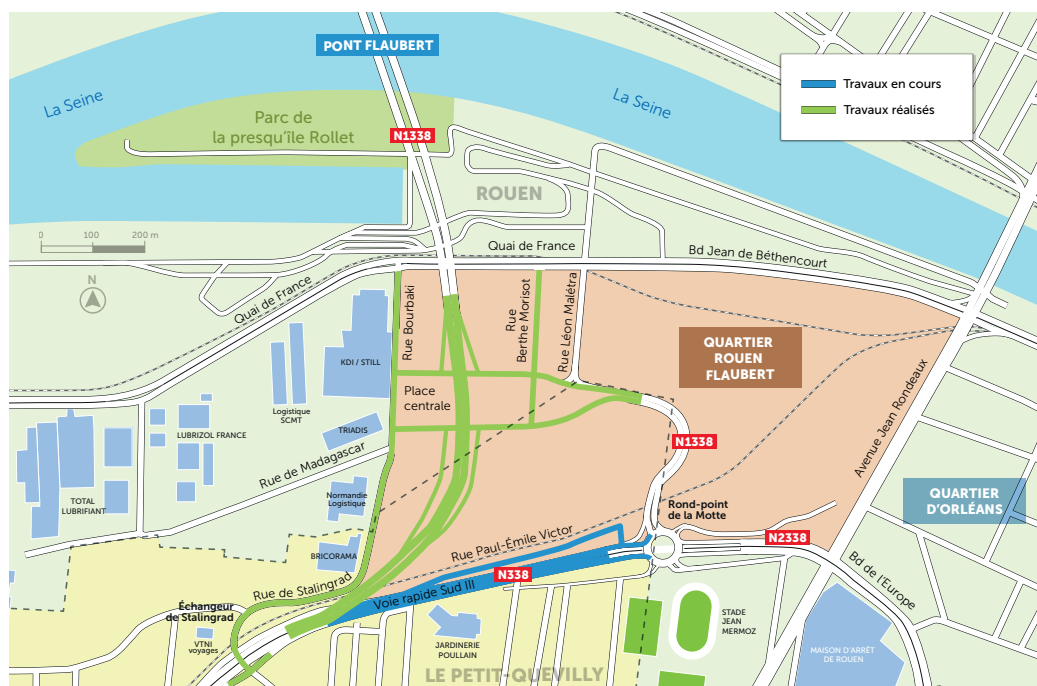 PONT FLAUBERT
La Seine
La Seine
Travaux en cours
Travaux réalisés
Parc de
la presqu'île Rollet
N1338
ROUEN
0 100 200 m
N
Quai de France
Bd Jean de Béthencourt
Quai de France
Rue Bourbaki
Rue
Berthe Morisot
Rue Léon Malétra
QUARTIER
ROUEN
FLAUBERT
KDI / STILL
Place
centrale
Logistique
SCMT
TRIADIS
LUBRIZOL FRANCE
Rue de Madagascar
N1338
Avenue Jean Rondeaux
TOTAL
LUBRIFIANT
Normandie
Logistique
Rond-point
de la Motte
QUARTIER
D'ORLÉANS
BRICORAMA
Rue Paul-Émile Victor
N2338
N338
Voie rapide Sud III
Rue de Stalingrad
Bd de l'Europe
Échangeur
de Stalingrad
VTNI
voyages
JARDINERIE
POULLAIN
STADE
JEAN
MERMOZ
MAISON D'ARRÊT
DE ROUEN
LE PETIT-QUEVILLY